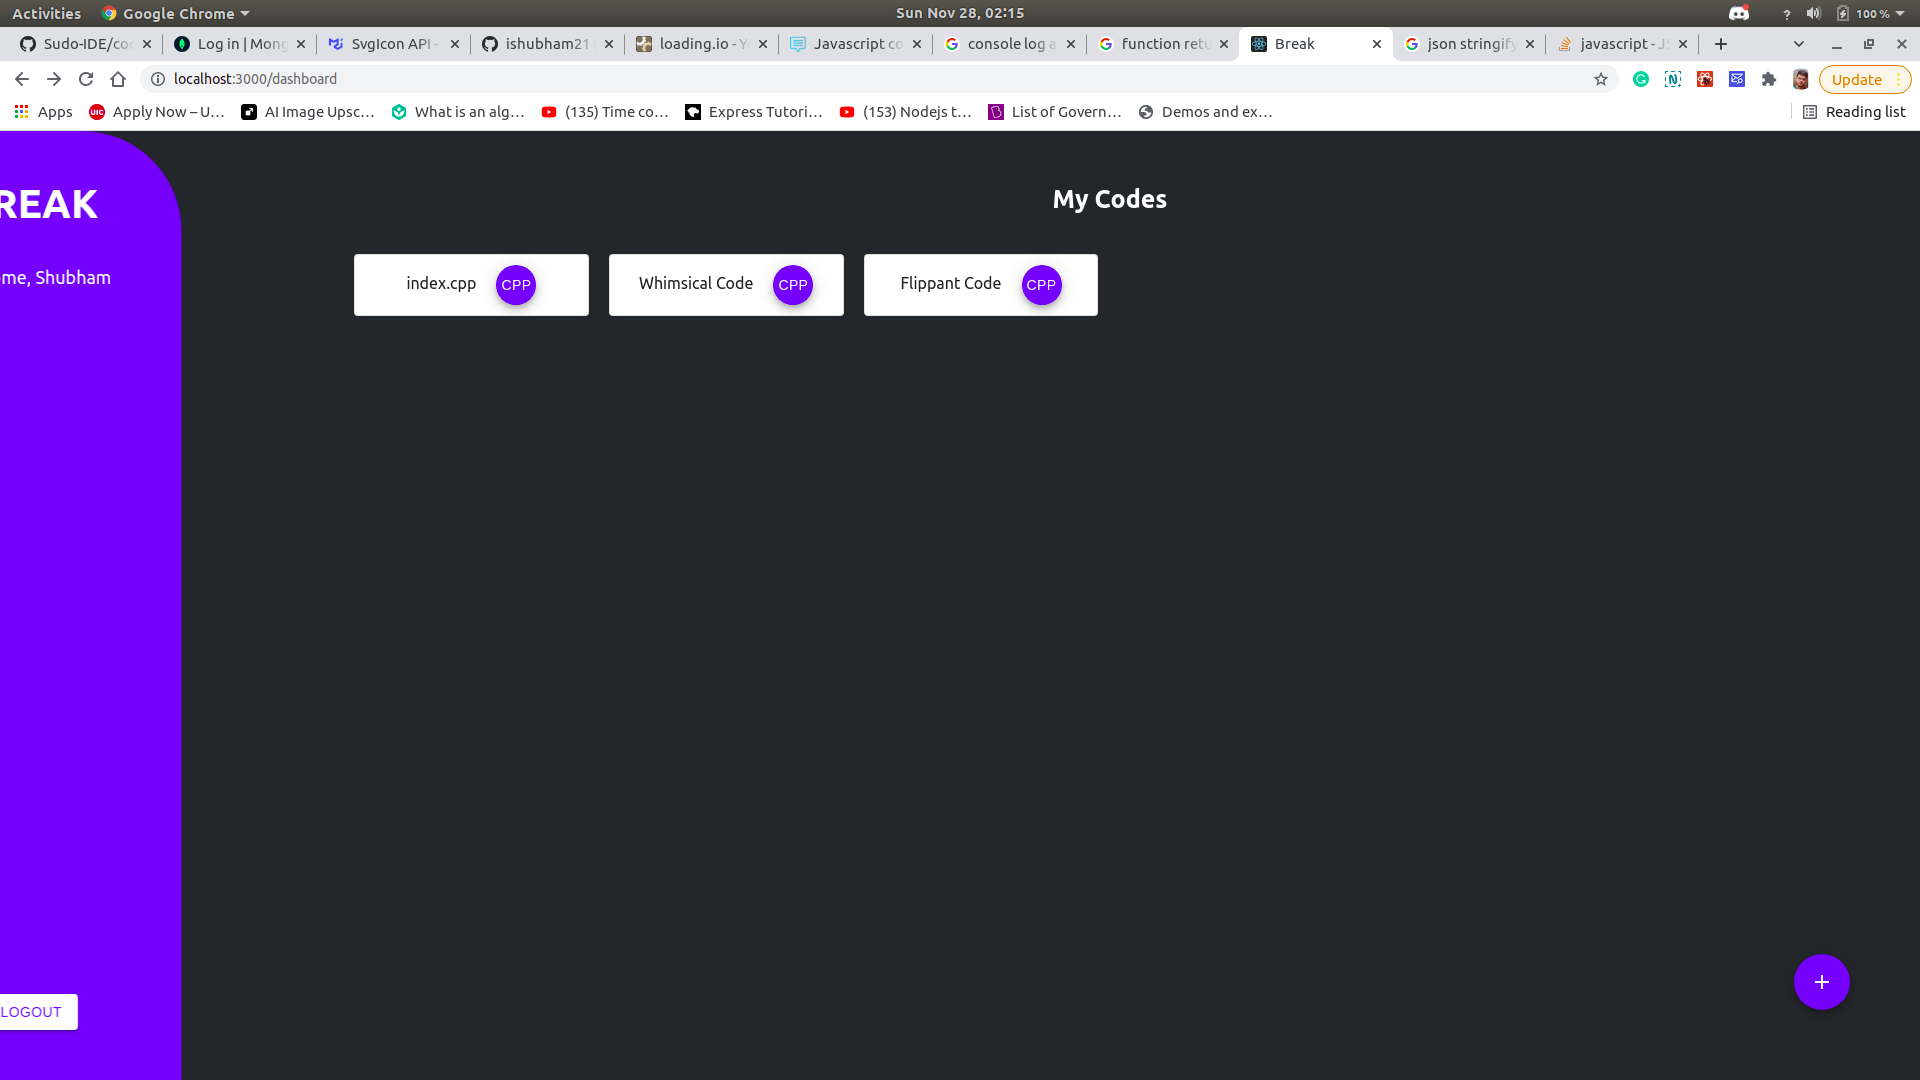 Activities Google Chrome Sun Nov 28, 02:15 ? 100 %
Sudo-IDE/co Log in | Mong SvgIcon API - ishubham21 loading.io - Y Javascript co console log a function retu Break json stringify javascript - JS
localhost:3000/dashboard Update
Apps UIC Apply Now – U... AI Image Upsc... What is an alg... (135) Time co... Express Tutori... (153) Nodejs t... List of Govern... Demos and ex... Reading list
REAK
My Codes
ome, Shubham
index.cpp CPP Whimsical Code CPP Flippant Code CPP
+
LOGOUT